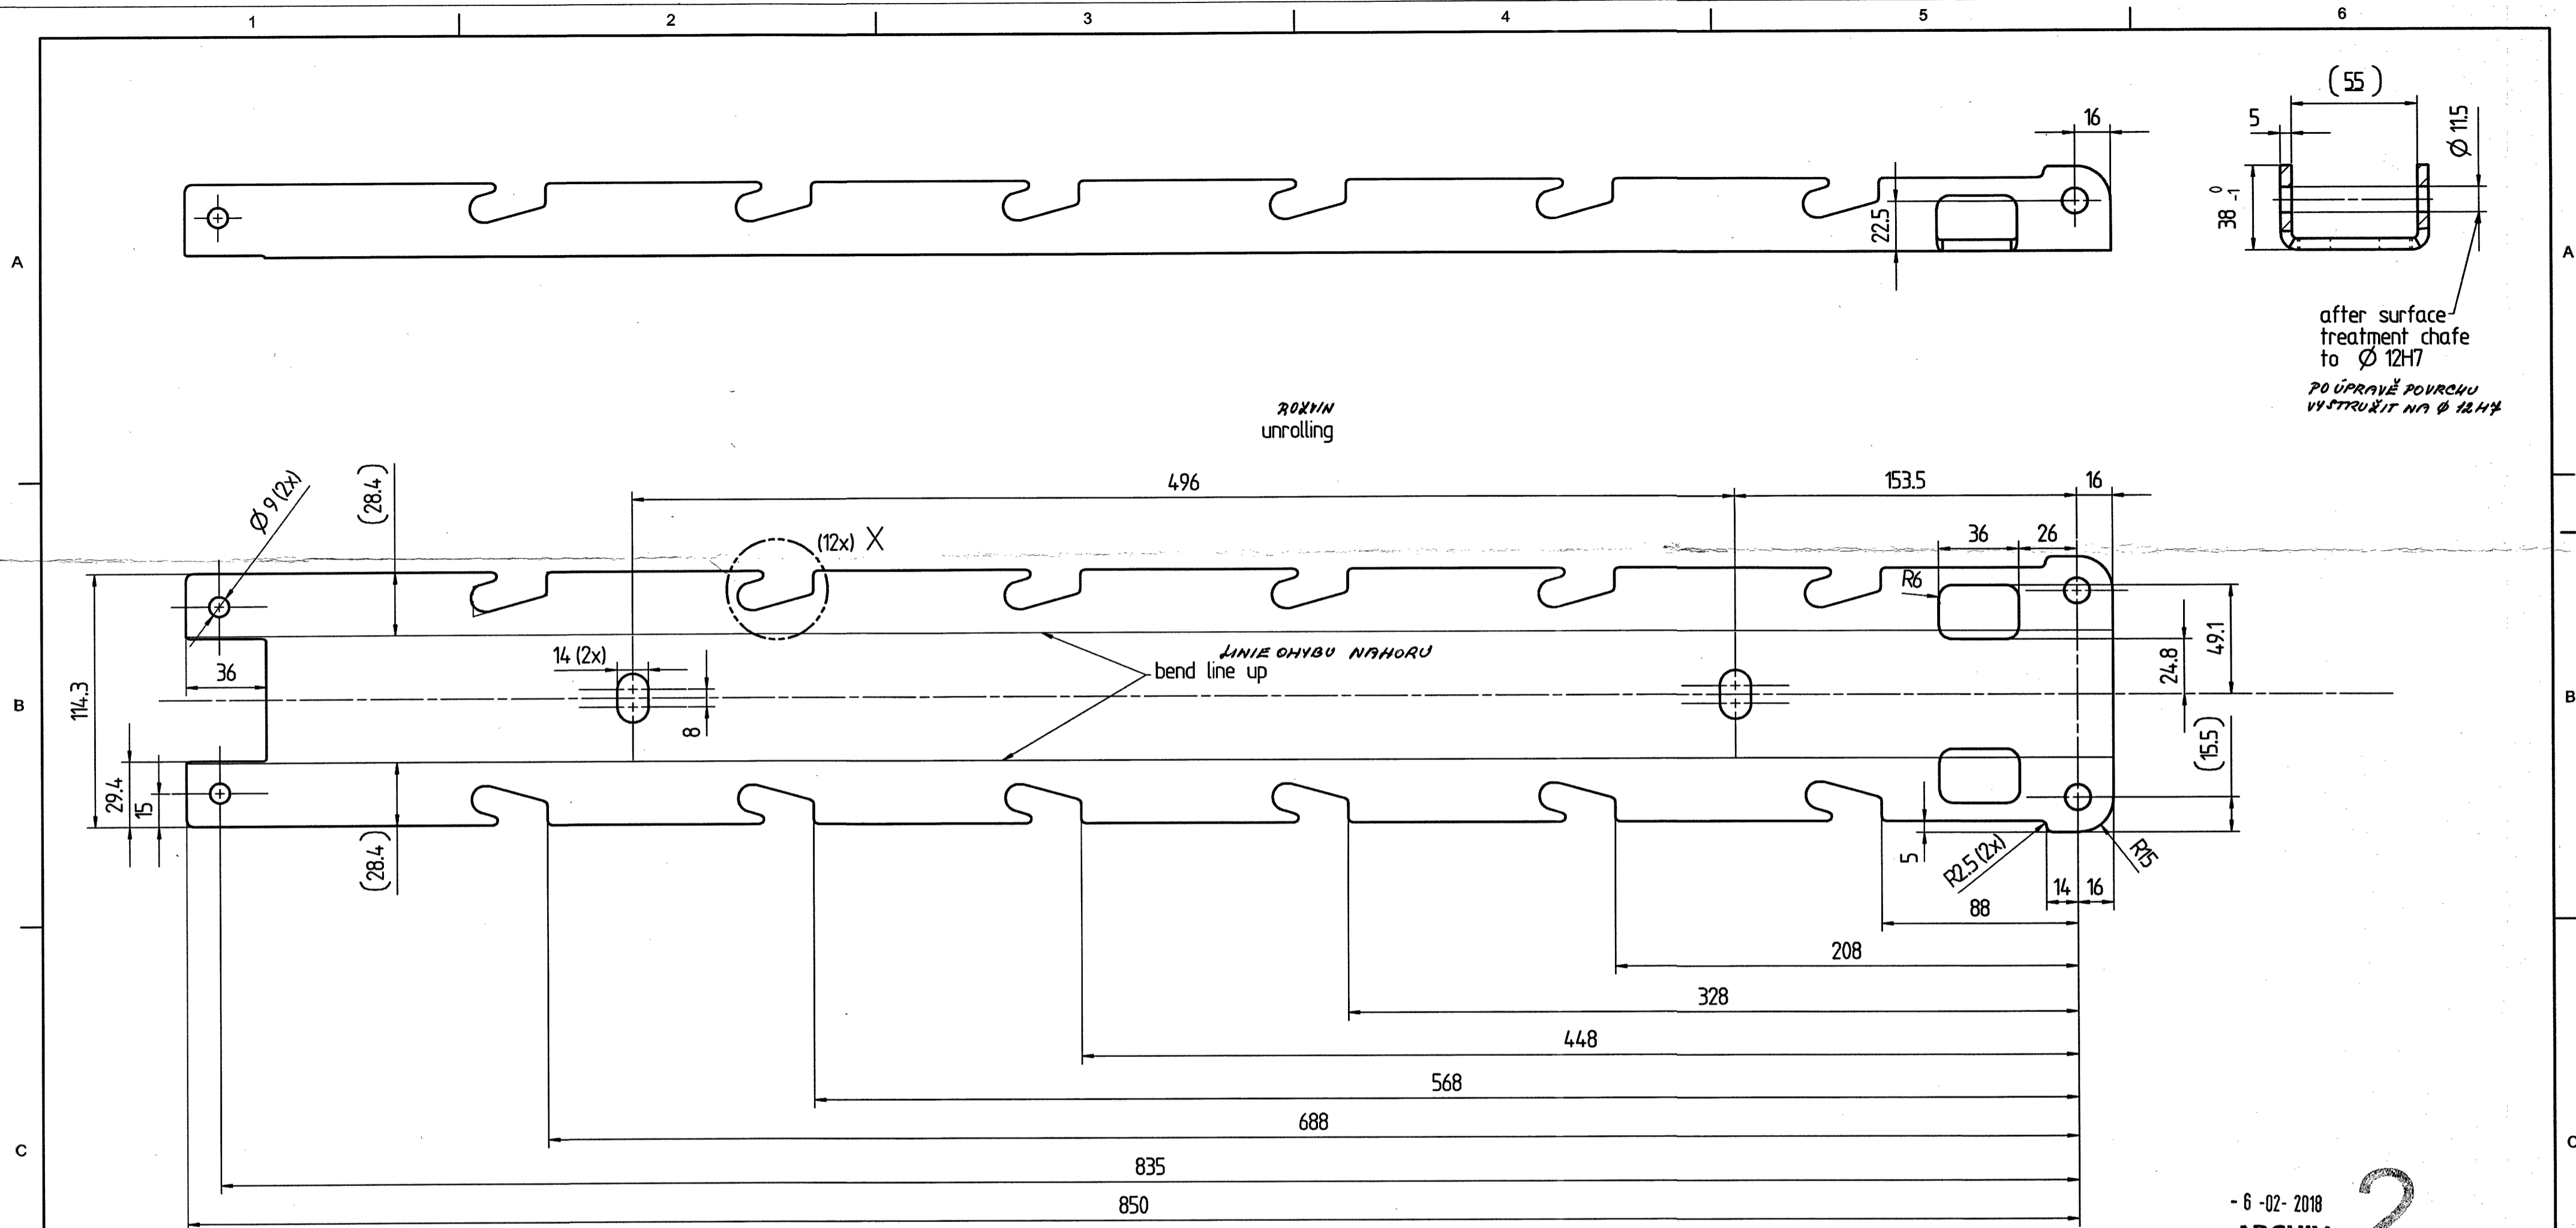 1 2 3 4 5 6
(55)
5
16
Ø 11.5
38 0 -1
22.5
A A
after surface
treatment chafe
to Ø 12H7
PO ÚPRAVĚ POVRCHU
VYSTRUŽIT NA Ø 12H7
ROZVIN
unrolling
496
153.5
16
Ø 9 (2x)
(28.4)
(12x) X
36
26
R6
49.1
24.8
14 (2x)
LINIE OHYBU NAHORU
bend line up
36
114.3
8
B B
29.4
15
(28.4)
(15.5)
5
R2.5 (2x)
R15
14
16
88
208
328
448
568
688
C C
835
850
- 6 -02- 2018
2